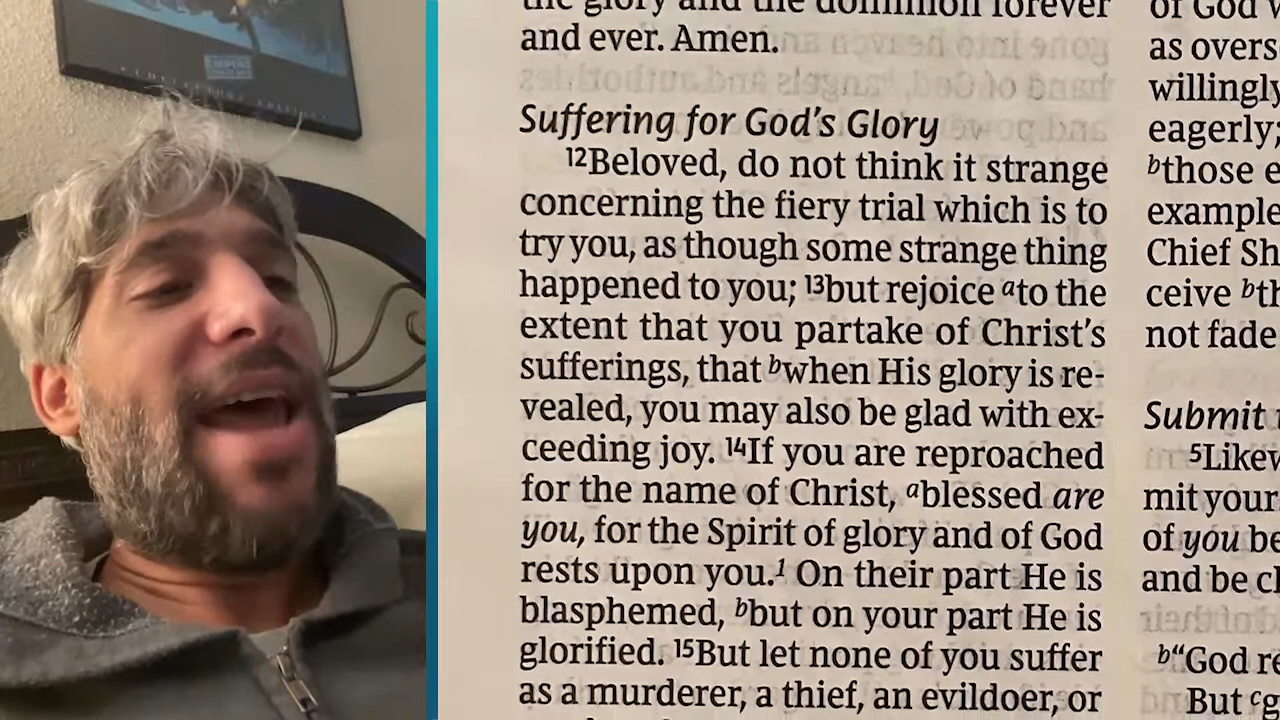 EMPIRE
the glory and the dominion forever
and ever. Amen.
Suffering for God's Glory
12Beloved, do not think it strange
concerning the fiery trial which is to
try you, as though some strange thing
happened to you; 13but rejoice ato the
extent that you partake of Christ's
sufferings, that bwhen His glory is re-
vealed, you may also be glad with ex-
ceeding joy. 14If you are reproached
for the name of Christ, ablessed are
you, for the Spirit of glory and of God
rests upon you.1 On their part He is
blasphemed, bbut on your part He is
glorified. 15But let none of you suffer
as a murderer, a thief, an evildoer, or
of God
as overs
willingly
eagerly;
bthose e
example
Chief Sh
ceive bth
not fade
Submit
5Likew
mit your
of you be
and be cl
b“God re
But cg